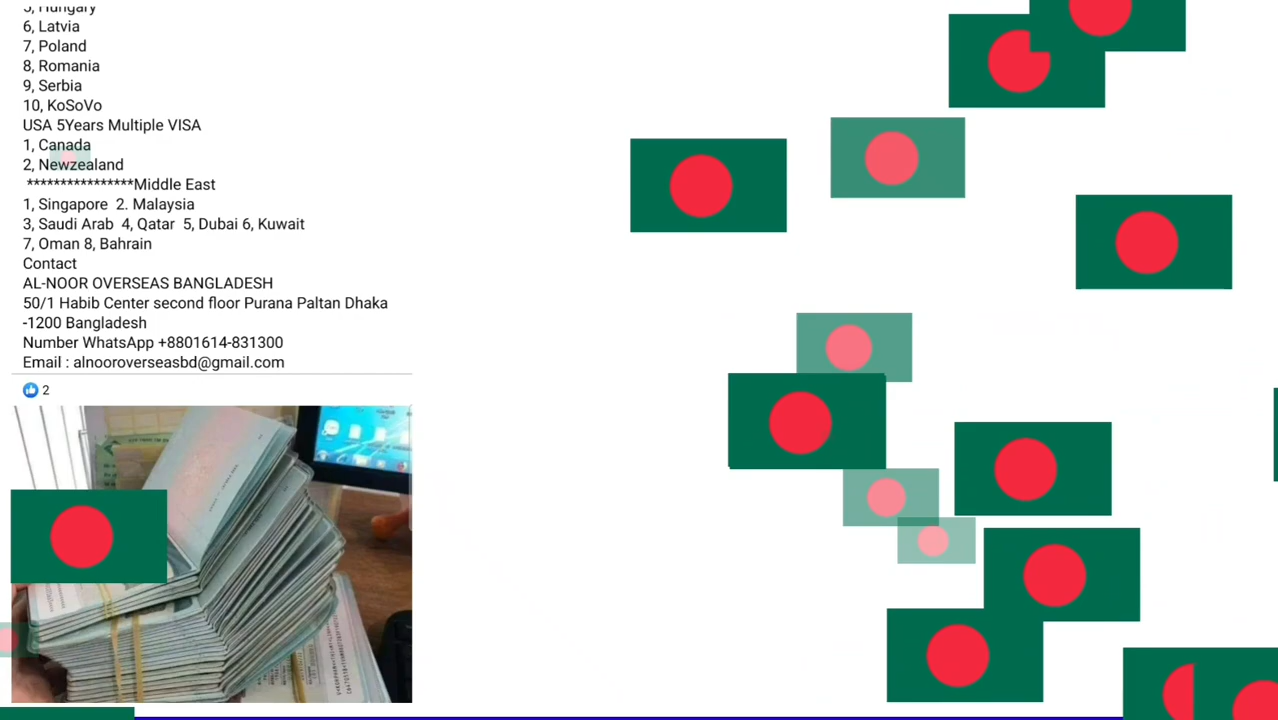 5, Hungary
6, Latvia
7, Poland
8, Romania
9, Serbia
10, KoSoVo
USA 5Years Multiple VISA
1, Canada
2, Newzealand
****************Middle East
1, Singapore  2. Malaysia
3, Saudi Arab  4, Qatar  5, Dubai 6, Kuwait
7, Oman 8, Bahrain
Contact
AL-NOOR OVERSEAS BANGLADESH
50/1 Habib Center second floor Purana Paltan Dhaka
-1200 Bangladesh
Number WhatsApp +8801614-831300
Email : alnooroverseasbd@gmail.com
2